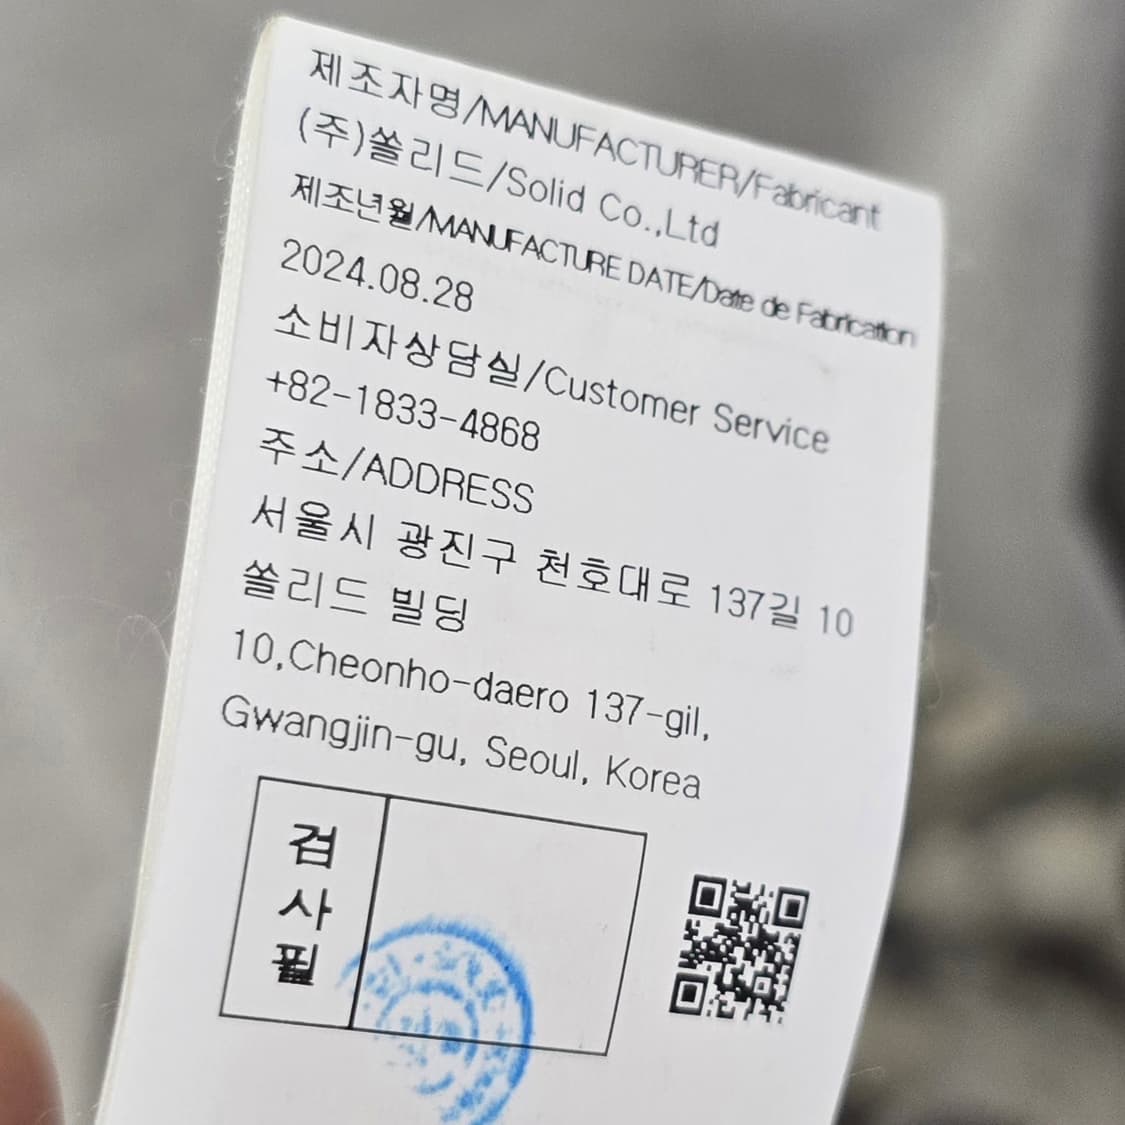 제조자명/MANUFACTURER/Fabricant
(주)쏠리드/Solid Co.,Ltd
제조년월/MANUFACTURE DATE/Date de Fabrication
2024.08.28
소비자상담실/Customer Service
+82-1833-4868
주소/ADDRESS
서울시 광진구 천호대로 137길 10
쏠리드 빌딩
10,Cheonho-daero 137-gil,
Gwangjin-gu, Seoul, Korea
검
사
필